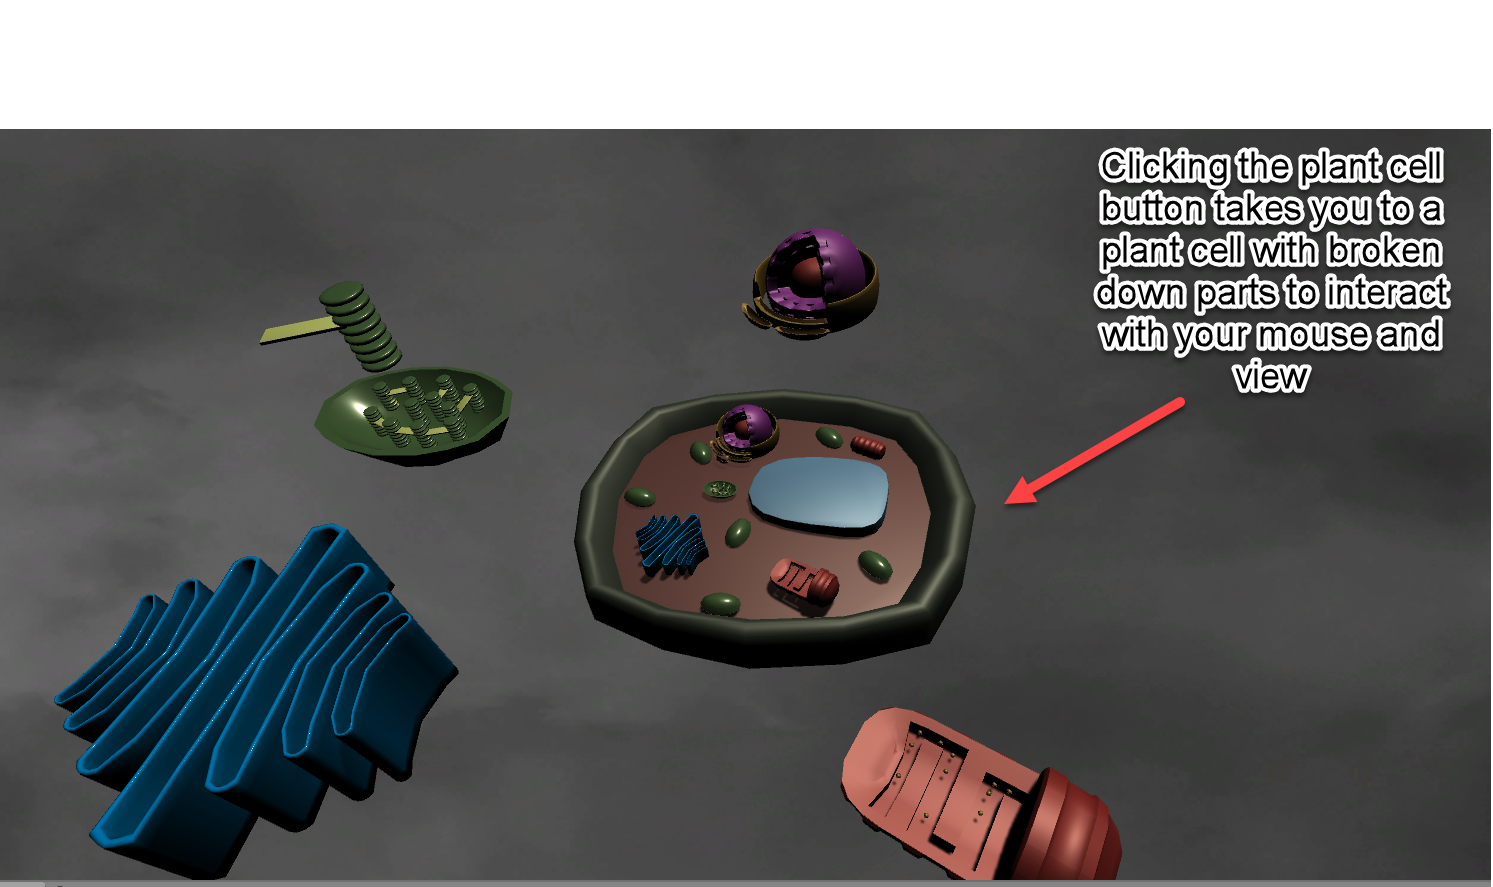 Clicking the plant cell
button takes you to a
plant cell with broken
down parts to interact
with your mouse and
view